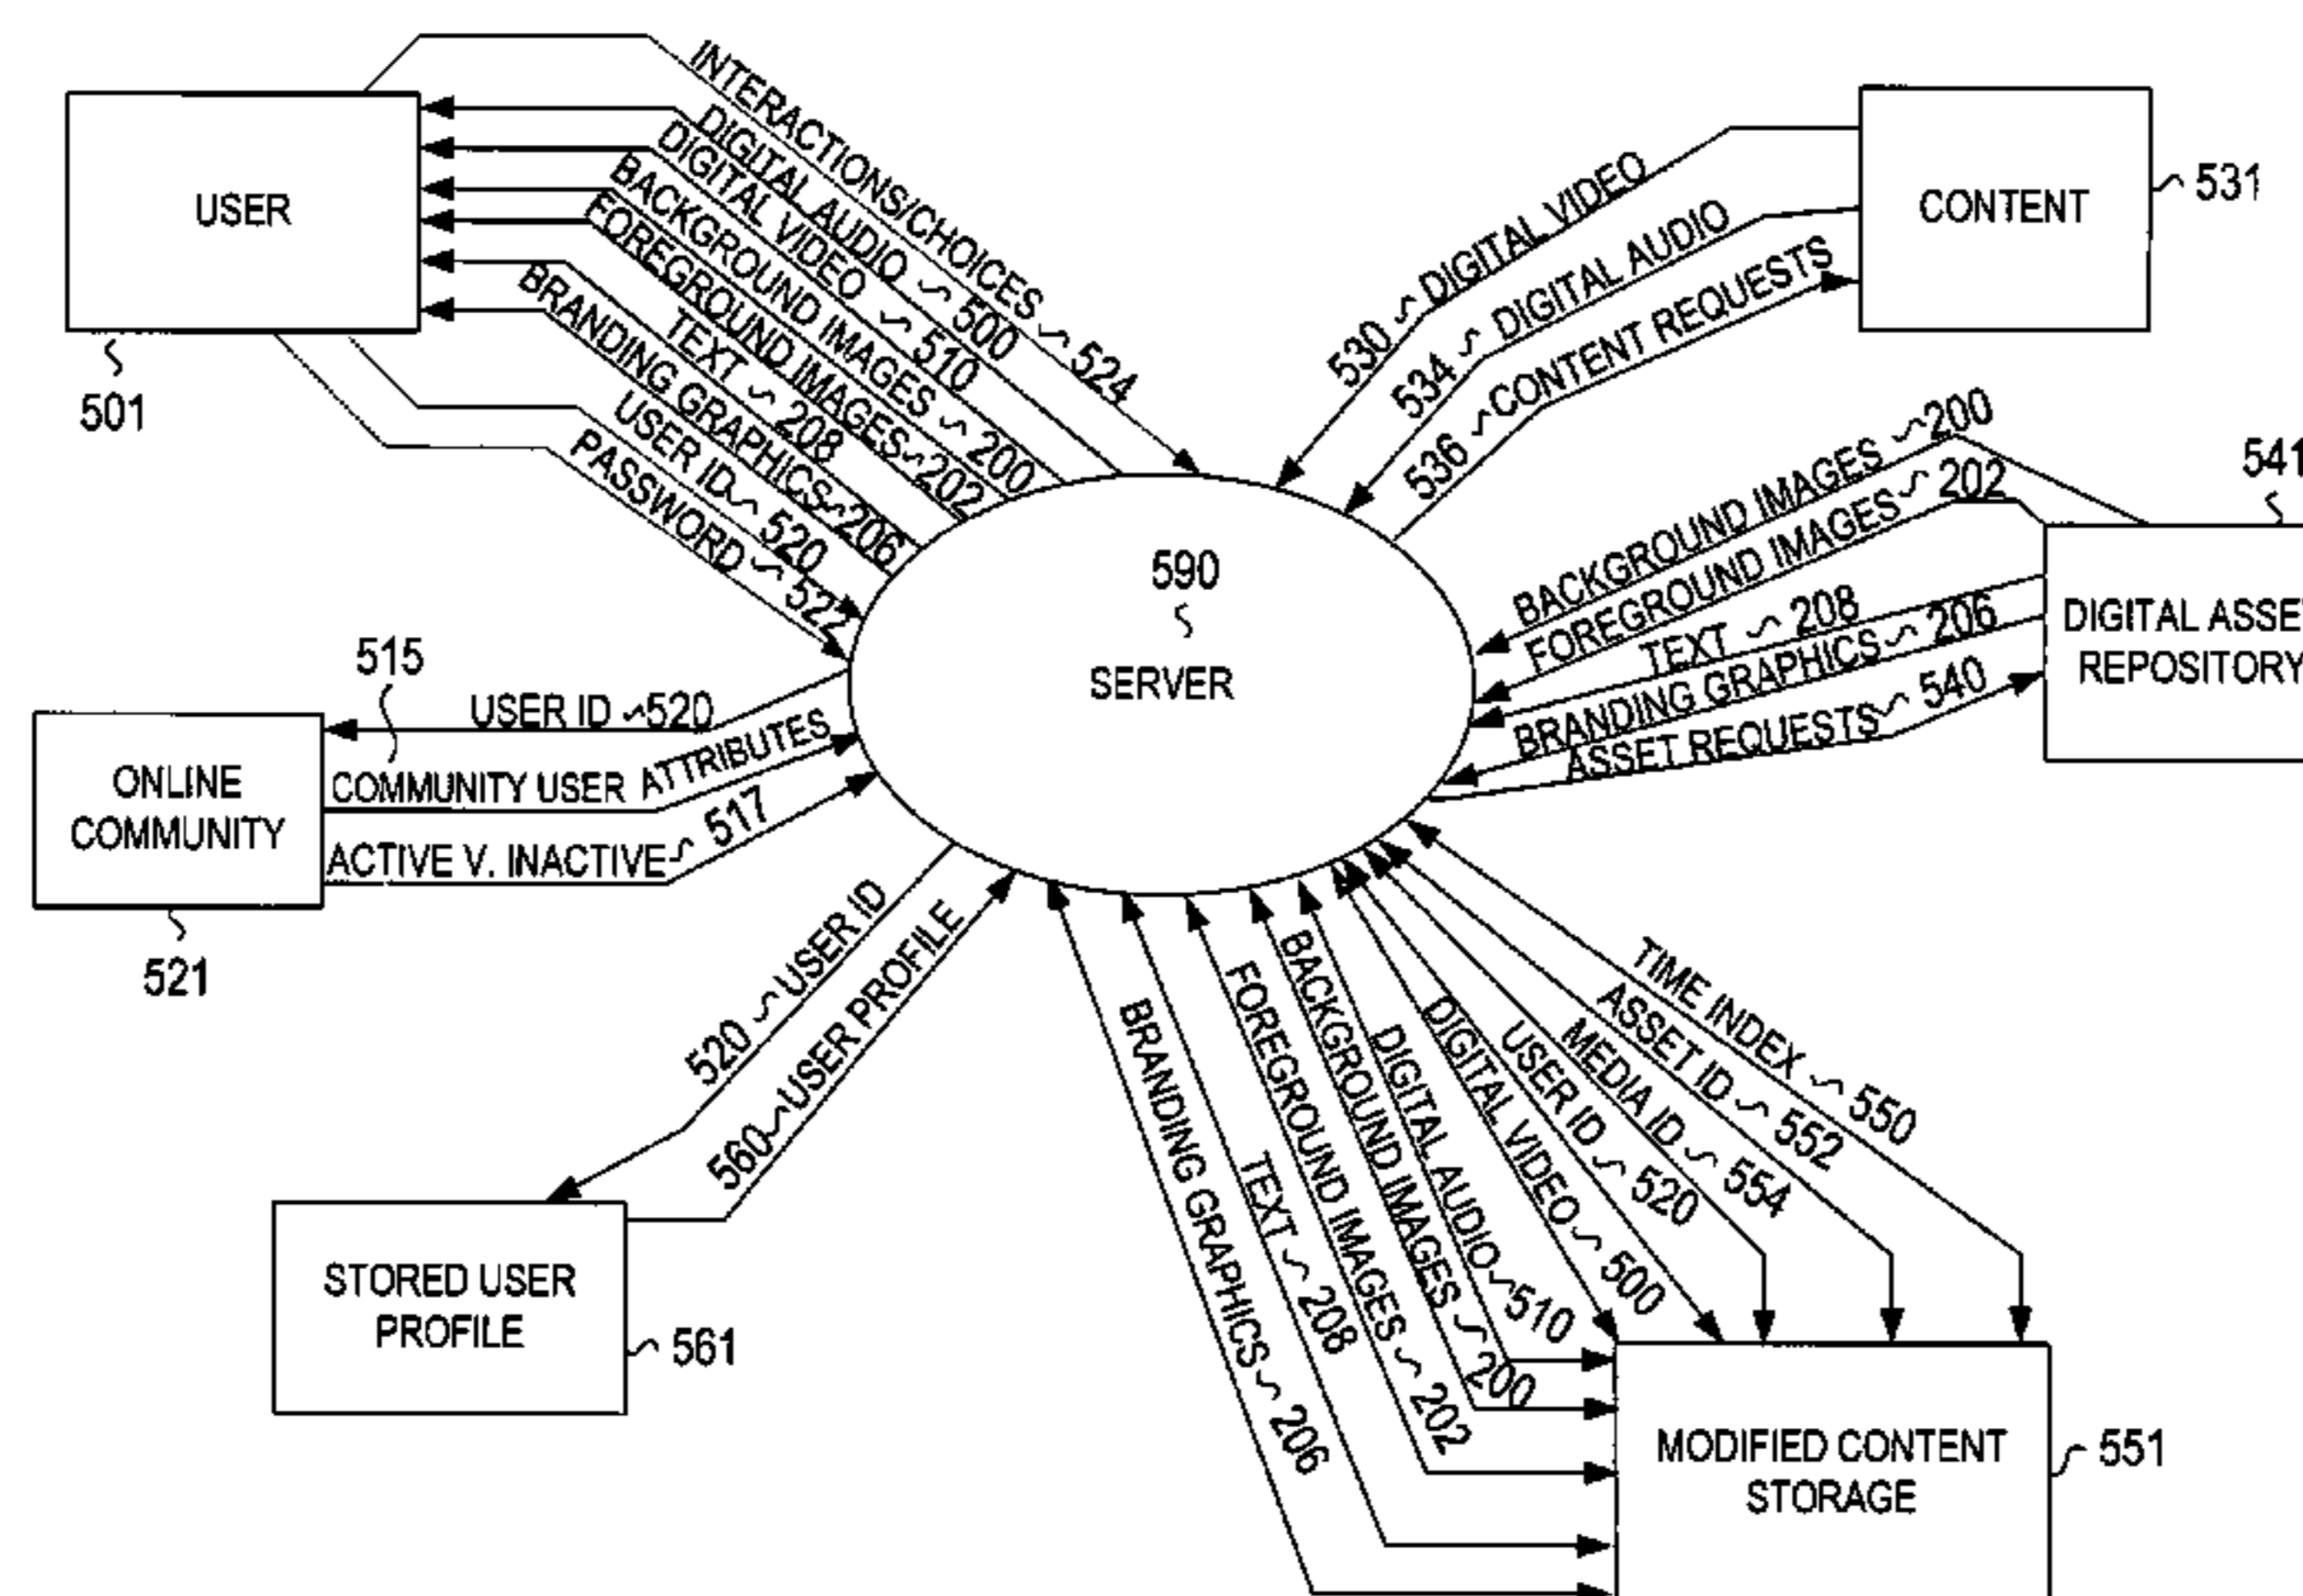 USER
501
INTERACTIONS/CHOICES 524
DIGITAL AUDIO 500
DIGITAL VIDEO 510
BACKGROUND IMAGES 200
FOREGROUND IMAGES 202
TEXT 208
BRANDING GRAPHICS 206
USER ID 520
PASSWORD 522
CONTENT
531
530 DIGITAL VIDEO
534 DIGITAL AUDIO
536 CONTENT REQUESTS
541
DIGITAL ASSE
REPOSITORY
BACKGROUND IMAGES 200
FOREGROUND IMAGES 202
TEXT 208
BRANDING GRAPHICS 206
ASSET REQUESTS 540
590
SERVER
515
USER ID 520
COMMUNITY USER ATTRIBUTES
ACTIVE V. INACTIVE 517
ONLINE
COMMUNITY
521
520 USER ID
560 USER PROFILE
STORED USER
PROFILE
561
BRANDING GRAPHICS 206
TEXT 208
FOREGROUND IMAGES 202
BACKGROUND IMAGES 200
DIGITAL AUDIO 510
DIGITAL VIDEO 500
USER ID 520
MEDIA ID 554
ASSET ID 552
TIME INDEX 550
MODIFIED CONTENT
STORAGE
551